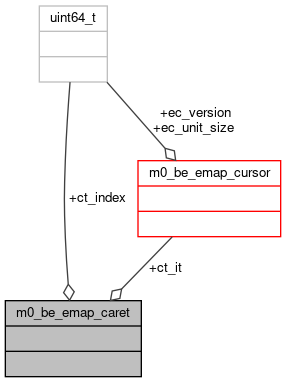 uint64_t
+ec_version
+ec_unit_size
m0_be_emap_cursor
+ct_index
+ct_it
m0_be_emap_caret